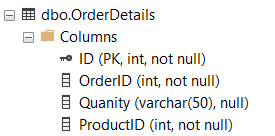 dbo.OrderDetails
Columns
ID (PK, int, not null)
OrderID (int, not null)
Quanity (varchar(50), null)
ProductID (int, not null)